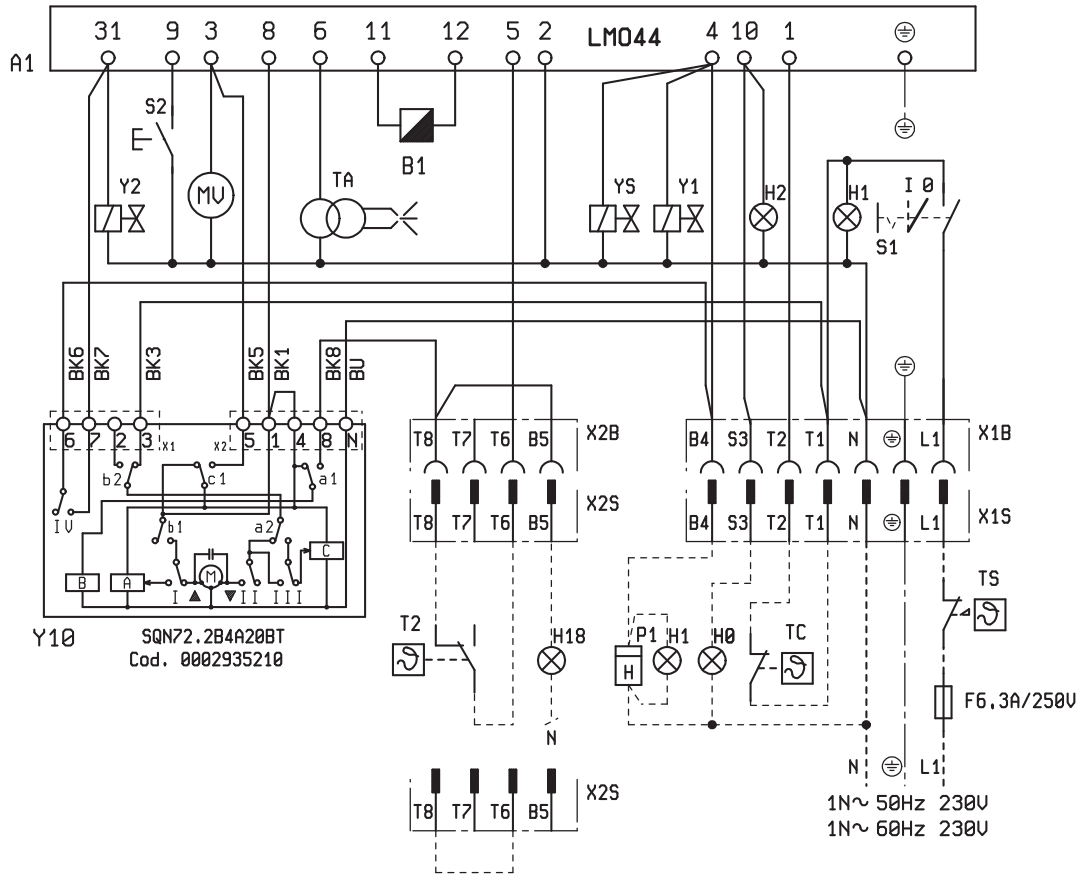 31 9 3 8 6 11 12 5 2 LMO44 4 10 1
A1
S2
B1
Y2 MV TA YS Y1 H2 H1 I 0
S1
BK6 BK7 BK3 BK5 BK1 BK8 BU
6 7 2 3 X1 X2 5 1 4 8 N
b2 c1 a1
IV b1 a2
C
B A M
I II III
Y10
SQN72.2B4A20BT
Cod. 0002935210
T8 T7 T6 B5 X2B
X2S
T8 T7 T6 B5
B4 S3 T2 T1 N L1 X1B
X1S
B4 S3 T2 T1 N L1
T2 H18
N
P1 H1 H0 TC
H
TS
F6,3A/250V
X2S
T8 T7 T6 B5
N L1
1N~ 50Hz 230V
1N~ 60Hz 230V